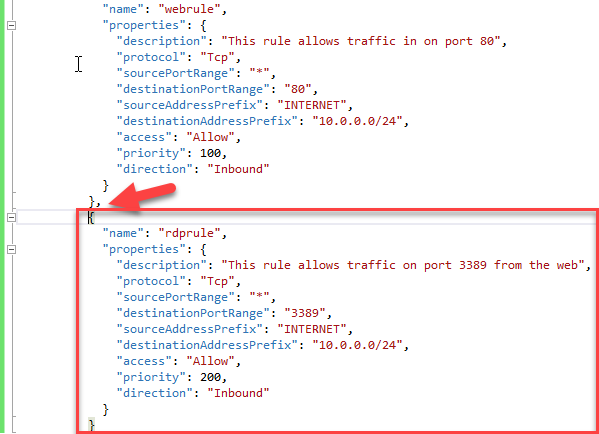 "name": "webrule",
"properties": {
"description": "This rule allows traffic in on port 80",
"protocol": "Tcp",
"sourcePortRange": "*",
"destinationPortRange": "80",
"sourceAddressPrefix": "INTERNET",
"destinationAddressPrefix": "10.0.0.0/24",
"access": "Allow",
"priority": 100,
"direction": "Inbound"
}
},
{
"name": "rdprule",
"properties": {
"description": "This rule allows traffic on port 3389 from the web",
"protocol": "Tcp",
"sourcePortRange": "*",
"destinationPortRange": "3389",
"sourceAddressPrefix": "INTERNET",
"destinationAddressPrefix": "10.0.0.0/24",
"access": "Allow",
"priority": 200,
"direction": "Inbound"
}
}